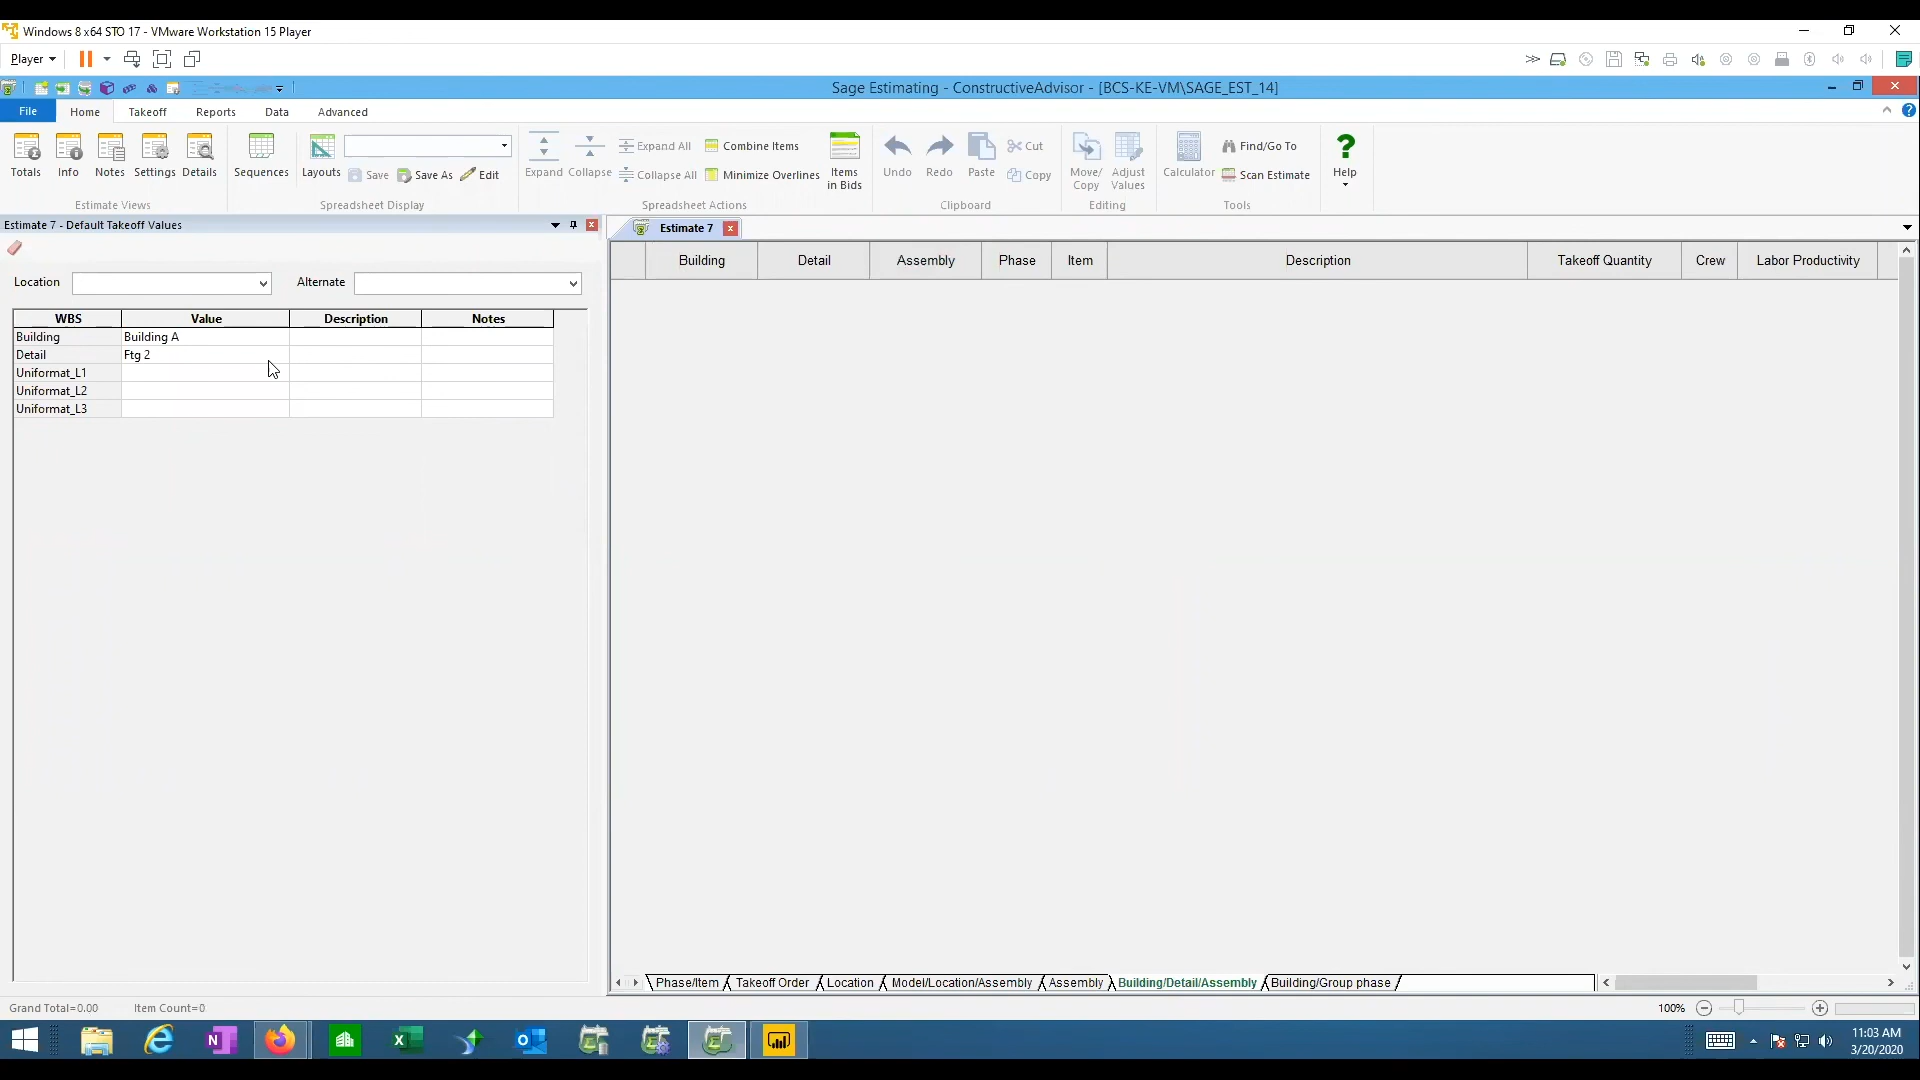 Windows 8 x64 STO 17 - VMware Workstation 15 Player
Player
Sage Estimating - ConstructiveAdvisor - [BCS-KE-VM\SAGE_EST_14]
File Home Takeoff Reports Data Advanced
Expand All Combine Items Cut Find/Go To
Totals Info Notes Settings Details Sequences Layouts Save Save As Edit Expand Collapse Collapse All Minimize Overlines Items in Bids Undo Redo Paste Copy Move/ Copy Adjust Values Calculator Scan Estimate Help
Estimate Views Spreadsheet Display Spreadsheet Actions Clipboard Editing Tools
Estimate 7 - Default Takeoff Values
Estimate 7
Location Alternate
WBS Value Description Notes
Building Building A
Detail Ftg 2
Uniformat_L1
Uniformat_L2
Uniformat_L3
Building Detail Assembly Phase Item Description Takeoff Quantity Crew Labor Productivity
Phase/Item Takeoff Order Location Model/Location/Assembly Assembly Building/Detail/Assembly Building/Group phase
Grand Total=0.00 Item Count=0 100%
11:03 AM
3/20/2020